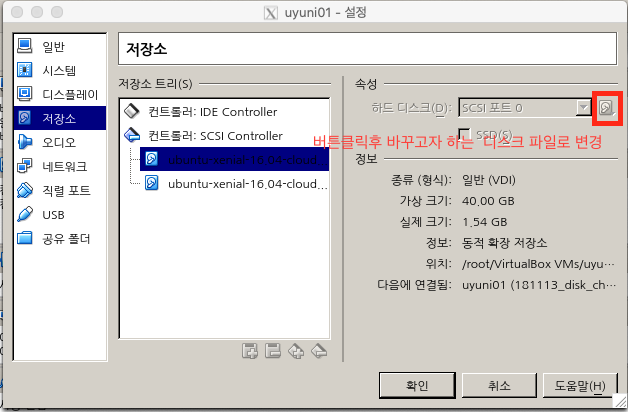 uyuni01 - 설정
일반
시스템
디스플레이
저장소
오디오
네트워크
직렬 포트
USB
공유 폴더
저장소
저장소 트리(S)
컨트롤러: IDE Controller
컨트롤러: SCSI Controller
ubuntu-xenial-16.04-cloud...
ubuntu-xenial-16.04-cloud...
속성
하드 디스크(D): SCSI 포트 0
SSD(S)
버튼클릭후 바꾸고자 하는 디스크 파일로 변경
정보
종류 (형식): 일반 (VDI)
가상 크기: 40.00 GB
실제 크기: 1.54 GB
정보: 동적 확장 저장소
위치: /root/VirtualBox VMs/uyu...
다음에 연결됨: uyuni01 (181113_disk_ch...
확인
취소
도움말(H)